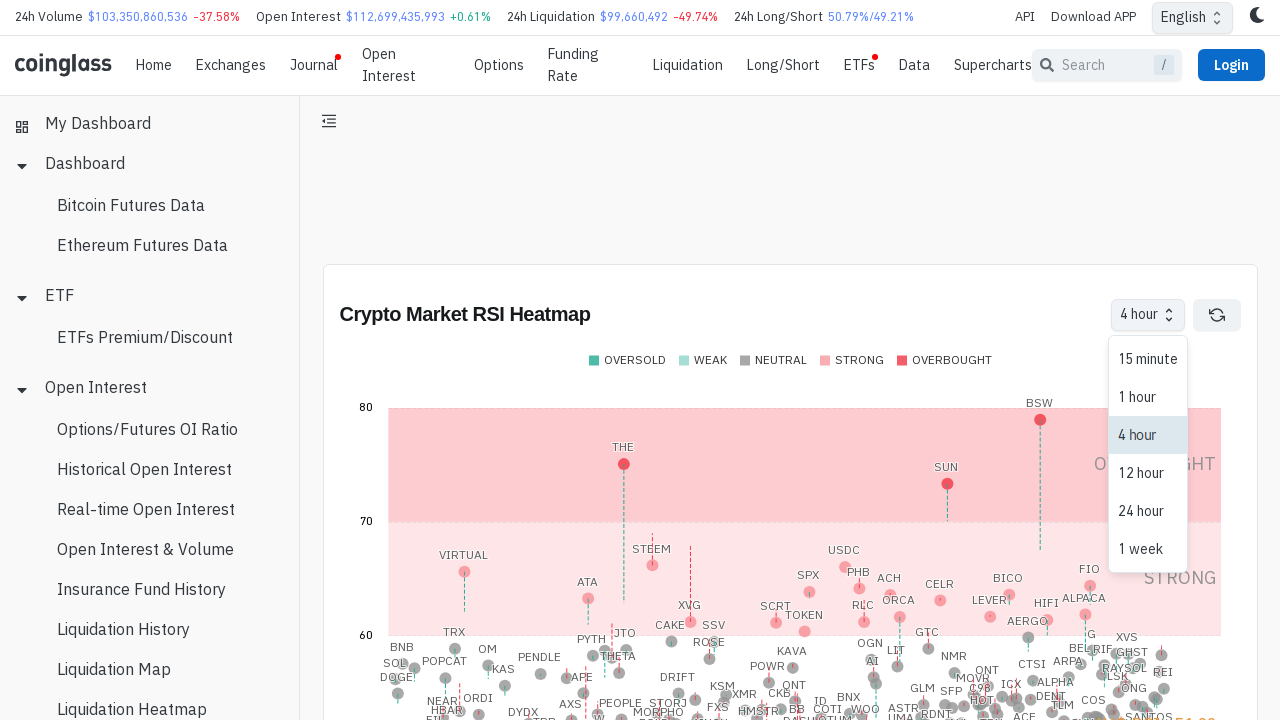 24h Volume $103,350,860,536 -37.58% Open Interest $112,699,435,993 +0.61% 24h Liquidation $99,660,492 -49.74% 24h Long/Short 50.79%/49.21% API Download APP English
coinglass Home Exchanges Journal Open Interest Options Funding Rate Liquidation Long/Short ETFs Data Supercharts Search / Login
My Dashboard
Dashboard
Bitcoin Futures Data
Ethereum Futures Data
ETF
ETFs Premium/Discount
Open Interest
Options/Futures OI Ratio
Historical Open Interest
Real-time Open Interest
Open Interest & Volume
Insurance Fund History
Liquidation History
Liquidation Map
Liquidation Heatmap
Crypto Market RSI Heatmap
4 hour
OVERSOLD WEAK NEUTRAL STRONG OVERBOUGHT
15 minute
1 hour
4 hour
12 hour
24 hour
1 week
80
BSW
THE
SUN
70
STEEM
VIRTUAL
USDC
STRONG
SPX
PHB
FIO
ATA
ACH
CELR
BICO
XVG
SCRT
TOKEN
RLC
ORCA
LEVER
HIFI
ALPACA
60
TRX
PYTH
JTO
CAKE
SSV
ROSE
GTC
AERGO
G
XVS
BNB
OM
OGN
LIT
BEL
RIF
GHST
SOL
POPCAT
KAS
PENDLE
THETA
KAVA
AI
NMR
CTSI
ARPA
RAYSOL
REI
DOGE
APE
DRIFT
POWR
QNT
ONT
MOVR
LSK
NEAR
ORDI
KSM
XMR
CKB
GLM
SFP
C98
ICX
ALPHA
ONG
HBAR
AXS
PEOPLE
STORJ
FXS
BNX
ID
HOT
DENT
TLM
COS
DYDX
MORPHO
HMSTR
BB
COTI
WOO
ASTR
RDNT
ACE
SANTOS